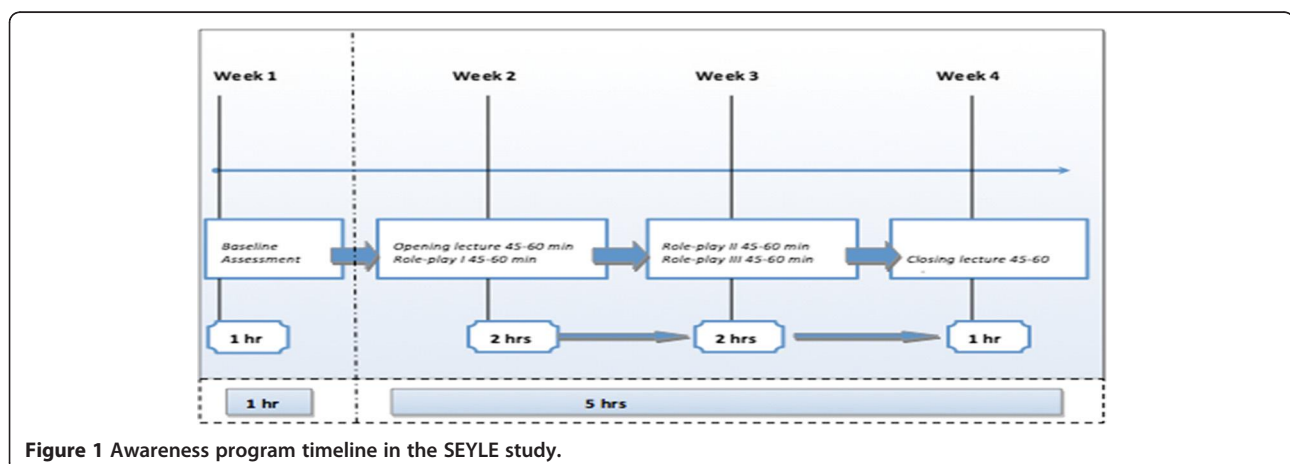 Week 1 Week 2 Week 3 Week 4
Baseline
Assessment
Opening lecture 45-60 min
Role-play I 45-60 min
Role-play II 45-60 min
Role-play III 45-60 min
Closing lecture 45-60
1 hr 2 hrs 2 hrs 1 hr
1 hr 5 hrs
Figure 1 Awareness program timeline in the SEYLE study.